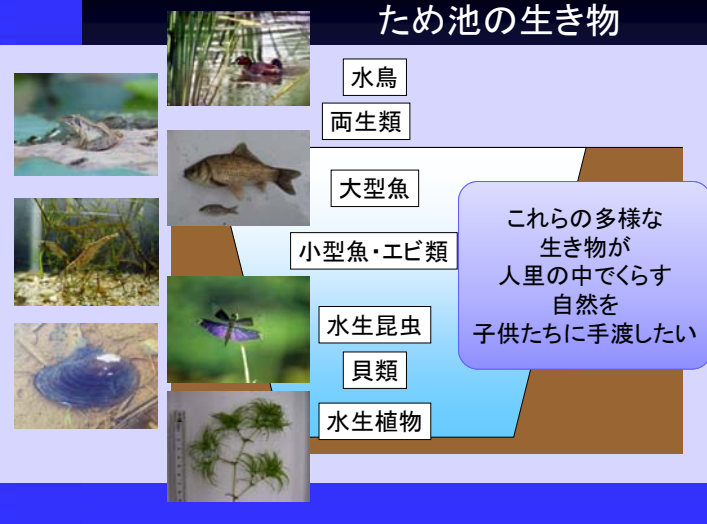 ため池の生き物
水鳥
両生類
大型魚
小型魚・エビ類
水生昆虫
貝類
水生植物
これらの多様な
生き物が
人里の中でくらす
自然を
子供たちに手渡したい